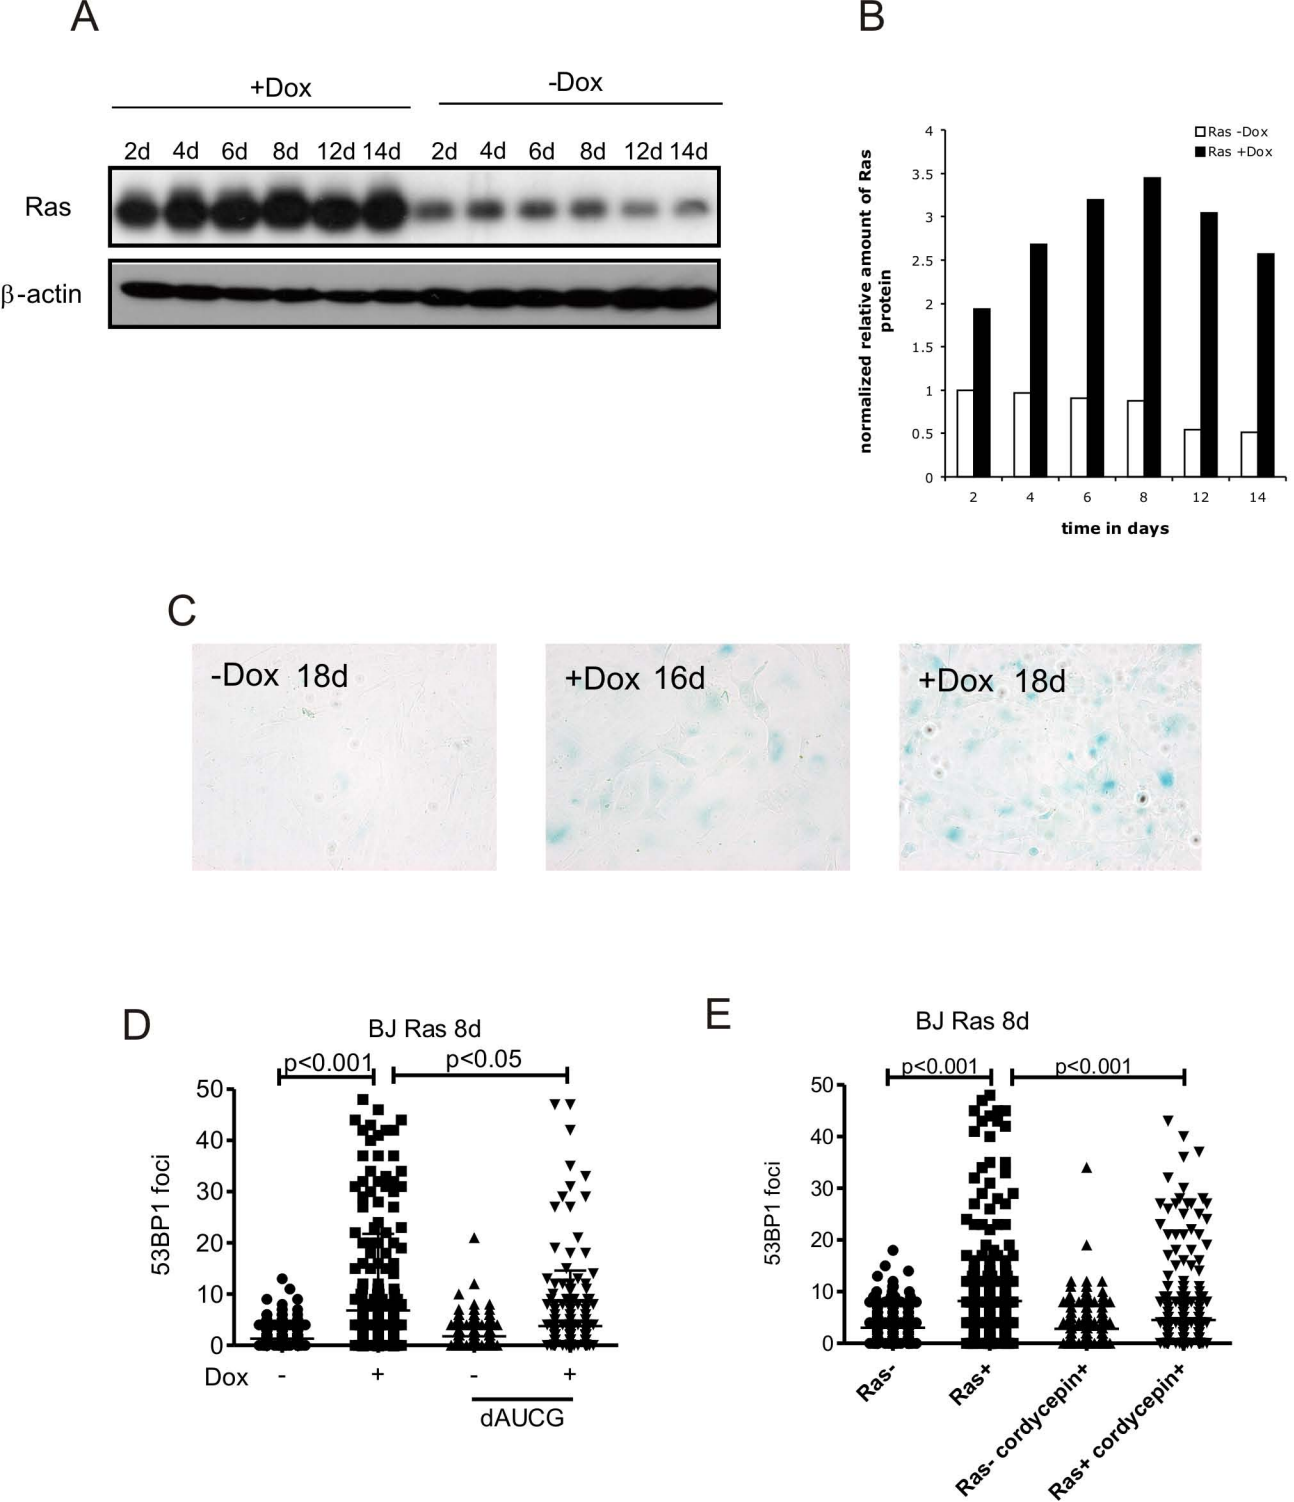 A
+Dox
-Dox
2d 4d 6d 8d 12d 14d 2d 4d 6d 8d 12d 14d
Ras
β-actin
B
Ras -Dox
Ras +Dox
normalized relative amount of Ras
protein
4
3.5
3
2.5
2
1.5
1
0.5
0
2 4 6 8 12 14
time in days
C
-Dox 18d
+Dox 16d
+Dox 18d
D
BJ Ras 8d
p<0.001
p<0.05
53BP1 foci
50
40
30
20
10
0
Dox - + - +
dAUCG
E
BJ Ras 8d
p<0.001
p<0.001
53BP1 foci
50
40
30
20
10
0
Ras-
Ras+
Ras- cordycepin+
Ras+ cordycepin+